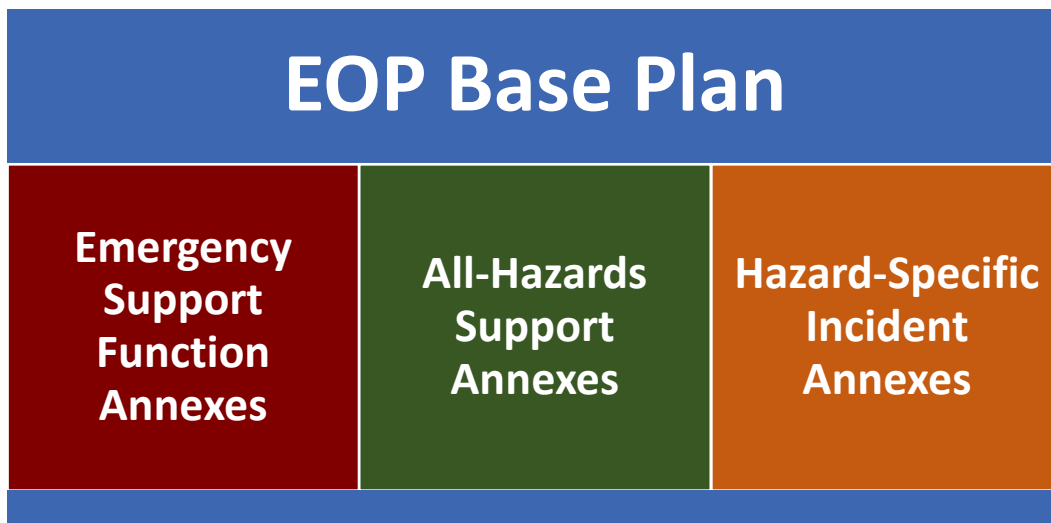 EOP Base Plan
Emergency
Support
Function
Annexes
All-Hazards
Support
Annexes
Hazard-Specific
Incident
Annexes